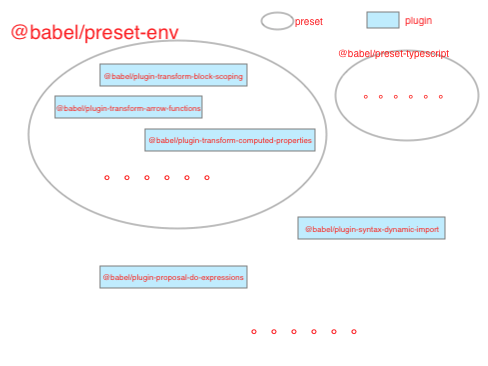 @babel/preset-env
preset
plugin
@babel/preset-typescript
@babel/plugin-transform-block-scoping
@babel/plugin-transform-arrow-functions
@babel/plugin-transform-computed-properties
@babel/plugin-syntax-dynamic-import
@babel/plugin-proposal-do-expressions